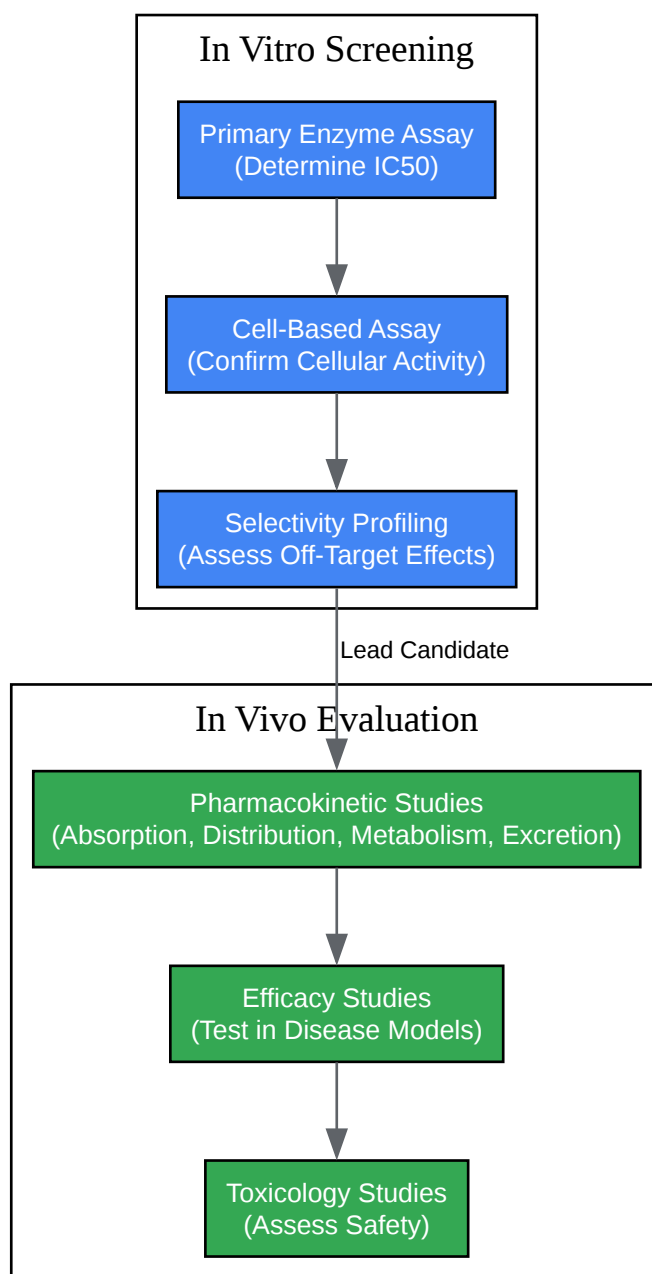 In Vitro Screening
Primary Enzyme Assay
(Determine IC50)
Cell-Based Assay
(Confirm Cellular Activity)
Selectivity Profiling
(Assess Off-Target Effects)
Lead Candidate
In Vivo Evaluation
Pharmacokinetic Studies
(Absorption, Distribution, Metabolism, Excretion)
Efficacy Studies
(Test in Disease Models)
Toxicology Studies
(Assess Safety)